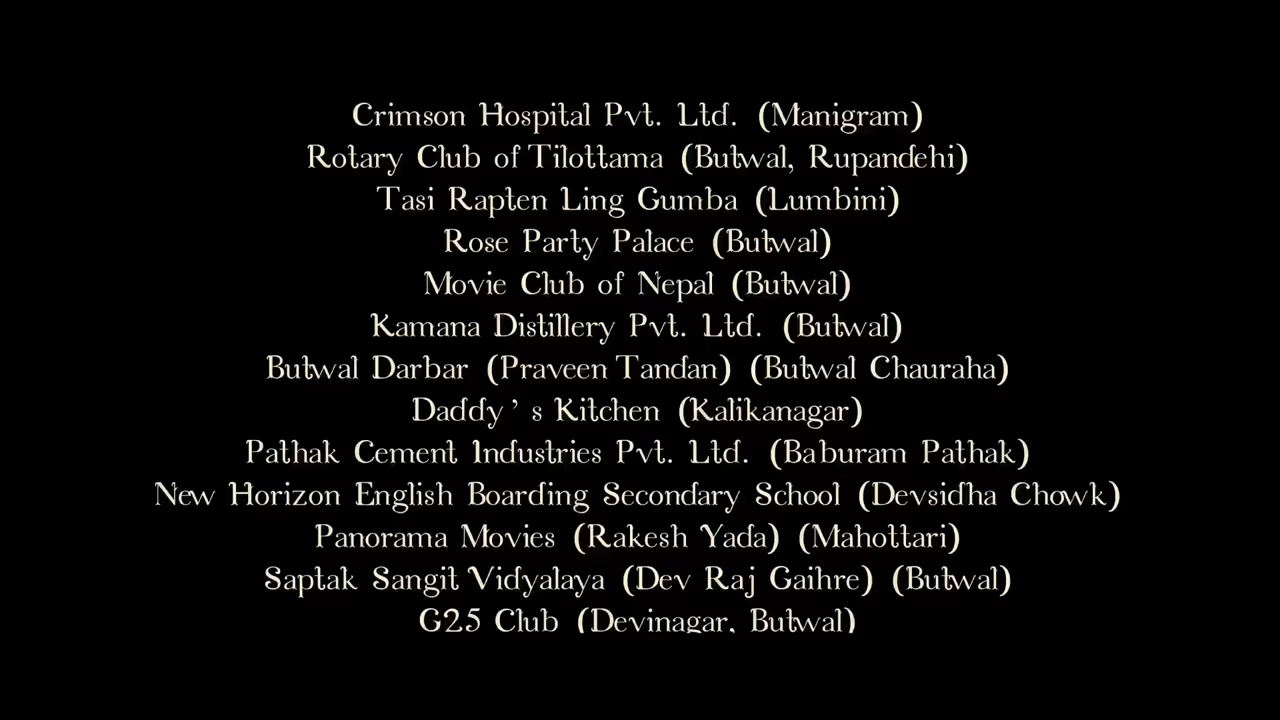 Crimson Hospital Pvt. Ltd. (Manigram)
Rotary Club of Tilottama (Butwal, Rupandehi)
Tasi Rapten Ling Gumba (Lumbini)
Rose Party Palace (Butwal)
Movie Club of Nepal (Butwal)
Kamana Distillery Pvt. Ltd. (Butwal)
Butwal Darbar (Praveen Tandan) (Butwal Chauraha)
Daddy's Kitchen (Kalikanagar)
Pathak Cement Industries Pvt. Ltd. (Baburam Pathak)
New Horizon English Boarding Secondary School (Devsidha Chowk)
Panorama Movies (Rakesh Yada) (Mahottari)
Saptak Sangit Vidyalaya (Dev Raj Gaihre) (Butwal)
G25 Club (Devinagar, Butwal)